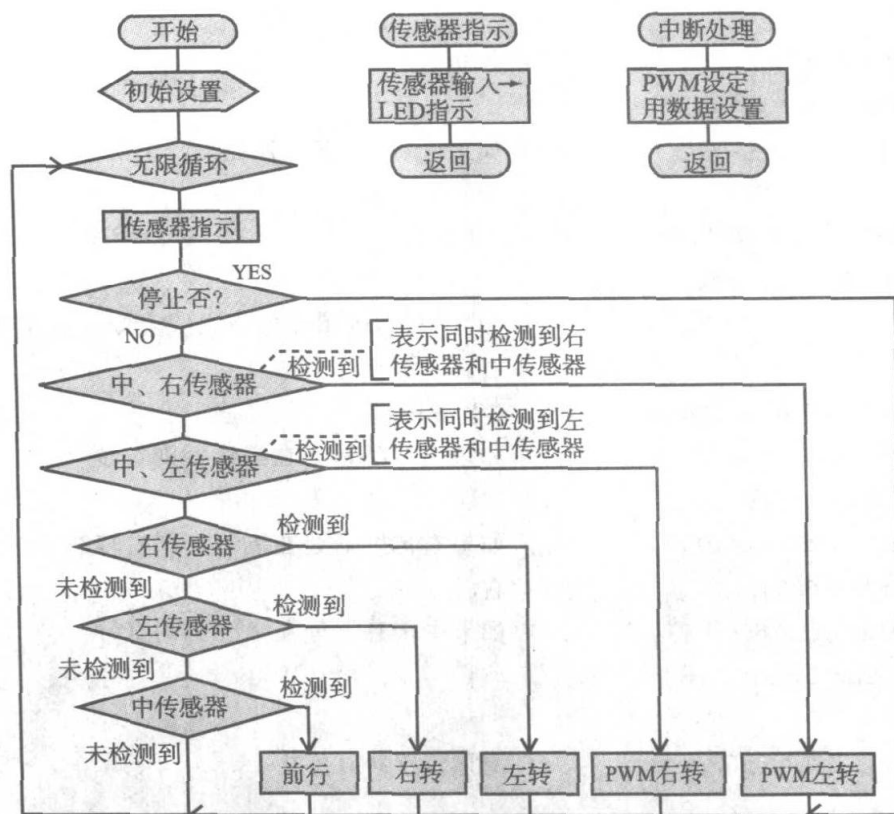 开始
传感器指示
中断处理
初始设置
传感器输入→
LED指示
PWM设定
用数据设置
无限循环
返回
返回
传感器指示
YES
停止否?
NO
表示同时检测到右
传感器和中传感器
检测到
中、右传感器
表示同时检测到左
传感器和中传感器
检测到
中、左传感器
检测到
右传感器
未检测到
检测到
左传感器
未检测到
检测到
中传感器
未检测到
前行
右转
左转
PWM右转
PWM左转